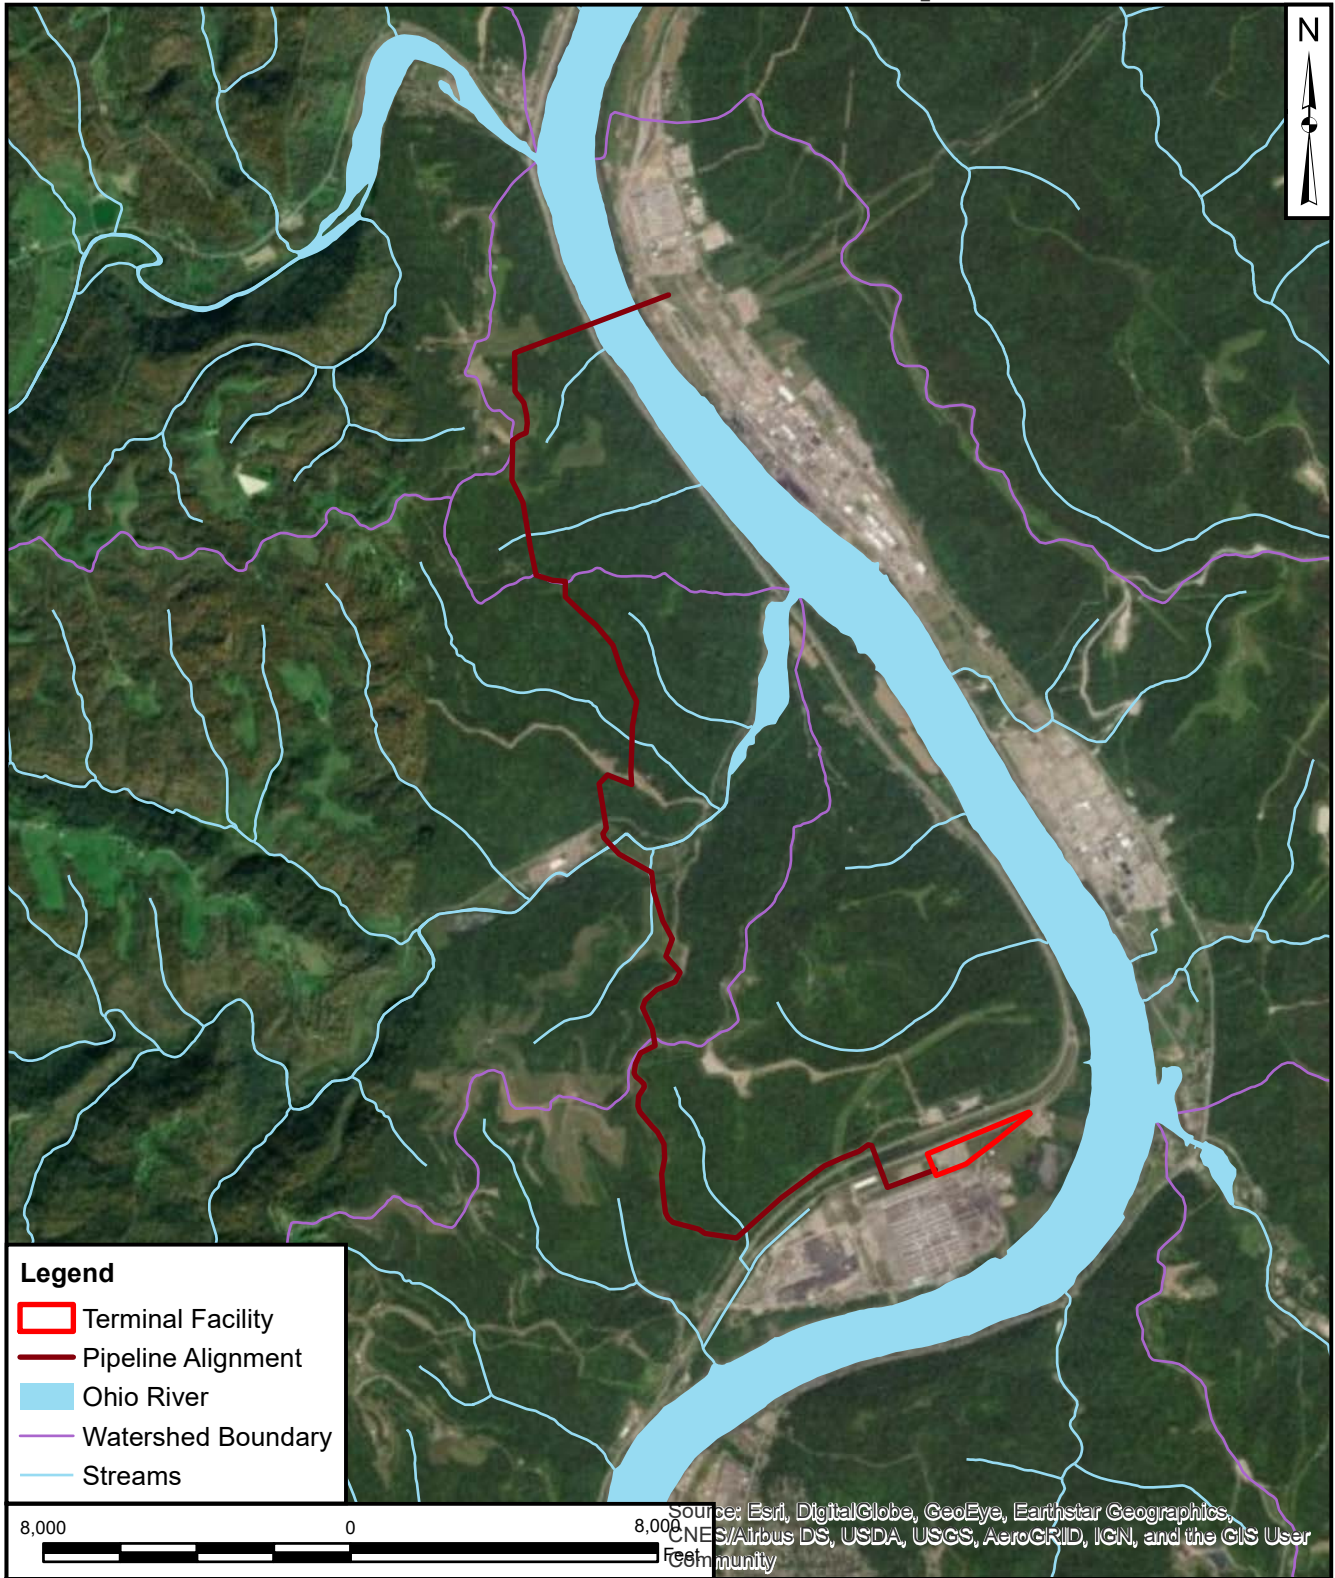 N
Legend
Terminal Facility
Pipeline Alignment
Ohio River
Watershed Boundary
Streams
8,000 0 8,000
Feet
Source: Esri, DigitalGlobe, GeoEye, Earthstar Geographics,
CNES/Airbus DS, USDA, USGS, AeroGRID, IGN, and the GIS User
Community